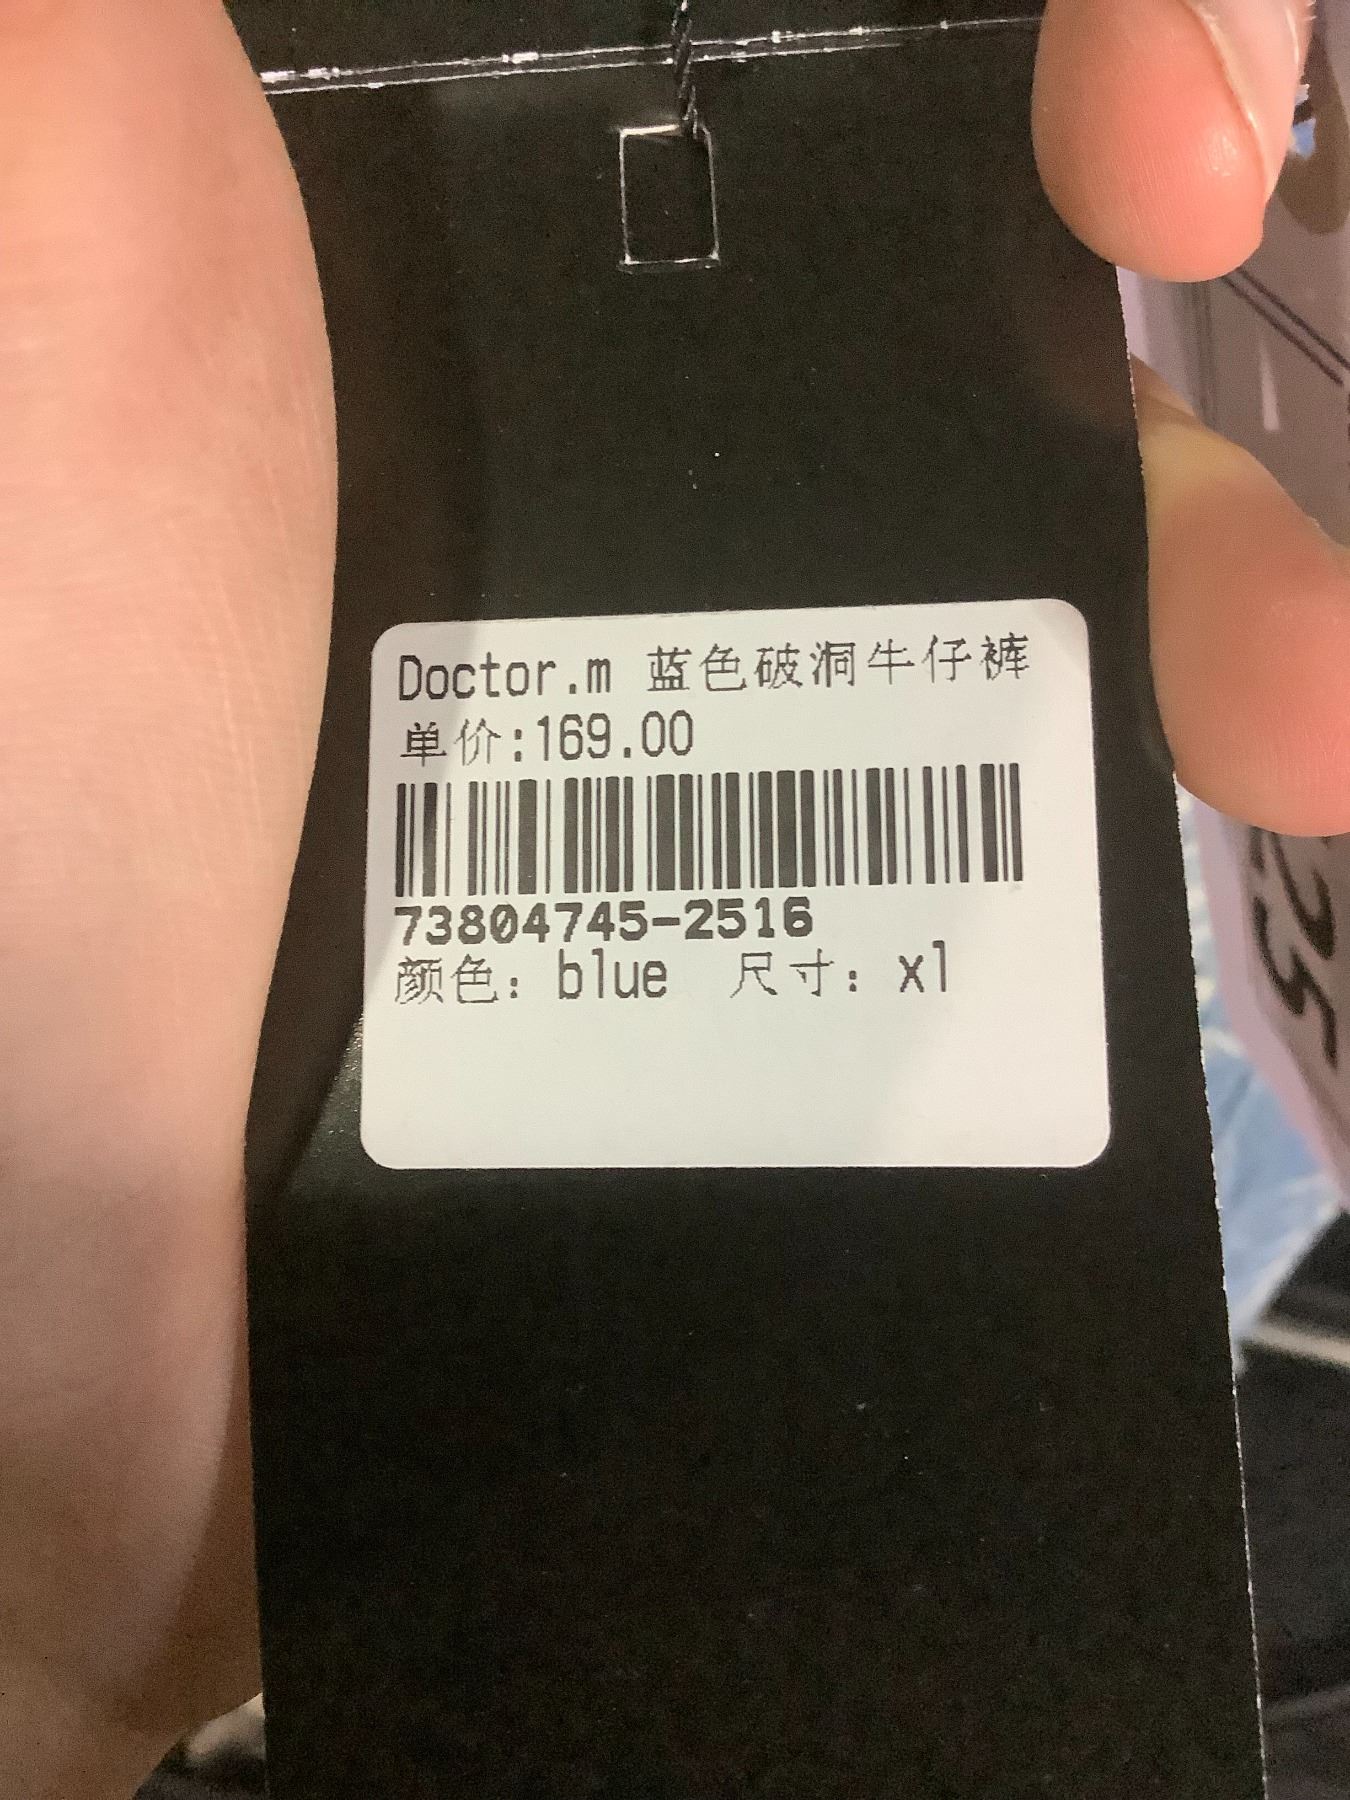 Doctor.m 蓝色破洞牛仔裤
单价:169.00
73804745-2516
颜色: blue 尺寸: xl